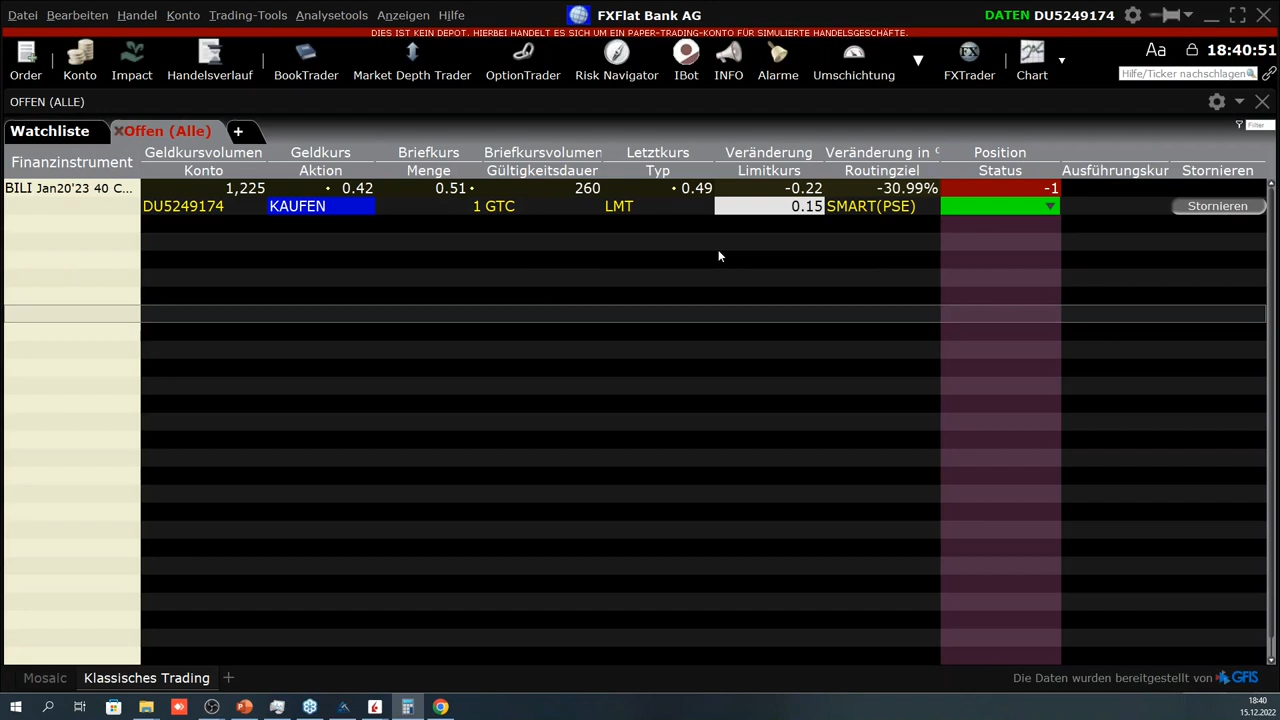 Datei Bearbeiten Handel Konto Trading-Tools Analysetools Anzeigen Hilfe FXFlat Bank AG DATEN DU5249174
DIES IST KEIN DEPOT. HIERBEI HANDELT ES SICH UM EIN PAPER-TRADING-KONTO FÜR SIMULIERTE HANDELSGESCHÄFTE.
Aa 18:40:51
Order Konto Impact Handelsverlauf BookTrader Market Depth Trader OptionTrader Risk Navigator IBot INFO Alarme Umschichtung FXTrader Chart Hilfe/Ticker nachschlagen
OFFEN (ALLE)
Watchliste Offen (Alle) + Filter
Finanzinstrument Geldkursvolumen Geldkurs Briefkurs Briefkursvolumen Letztkurs Veränderung Veränderung in Position
Konto Aktion Menge Gültigkeitsdauer Typ Limitkurs Routingziel Status Ausführungskur Stornieren
BILI Jan20'23 40 C... 1,225 0.42 0.51 260 0.49 -0.22 -30.99% -1
DU5249174 KAUFEN 1 GTC LMT 0.15 SMART(PSE) Stornieren
Mosaic Klassisches Trading + Die Daten wurden bereitgestellt von GFIS
18:40
15.12.2022